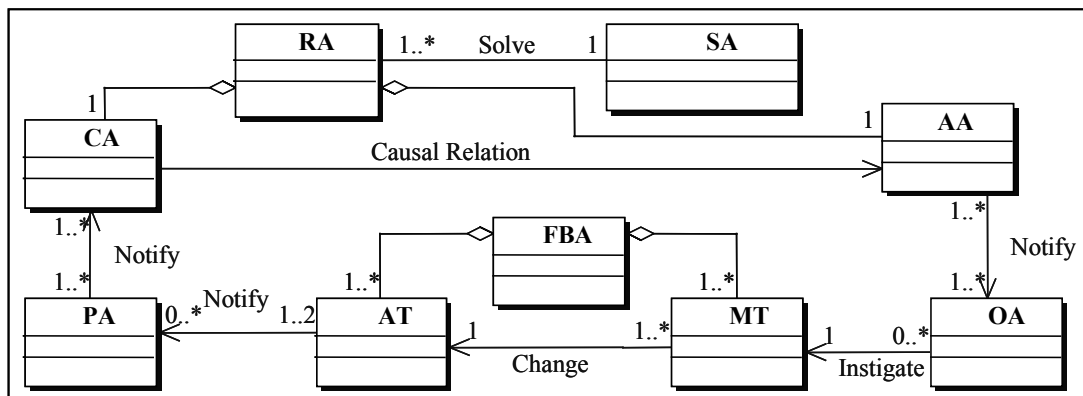 RA
1..*
Solve
1
SA
1
CA
1
AA
Causal Relation
1..*
Notify
1..*
FBA
1..*
Notify
1..*
1..*
1..*
1..*
PA
0..*
Notify
1..2
AT
1
Change
1..*
MT
1
Instigate
0..*
OA